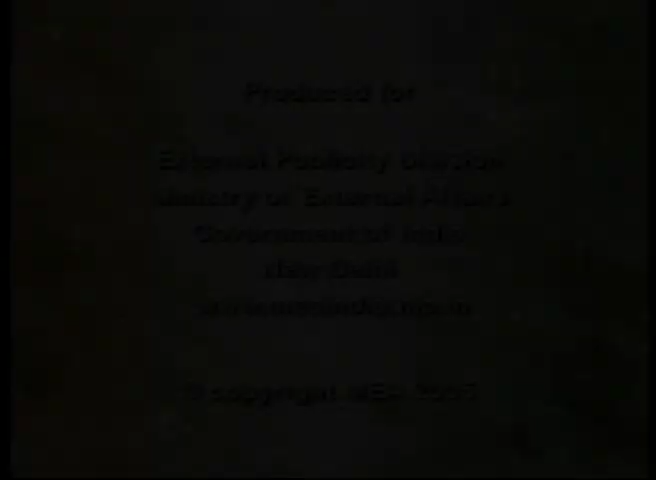 Produced for
External Publicity Division
Ministry of External Affairs
Government of India
New Delhi
© copyright MEA